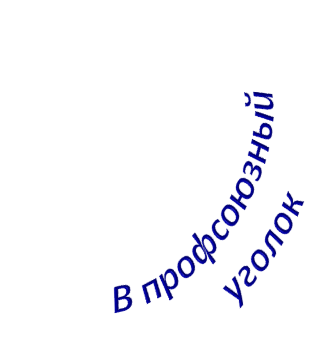 В профсоюзный
уголок